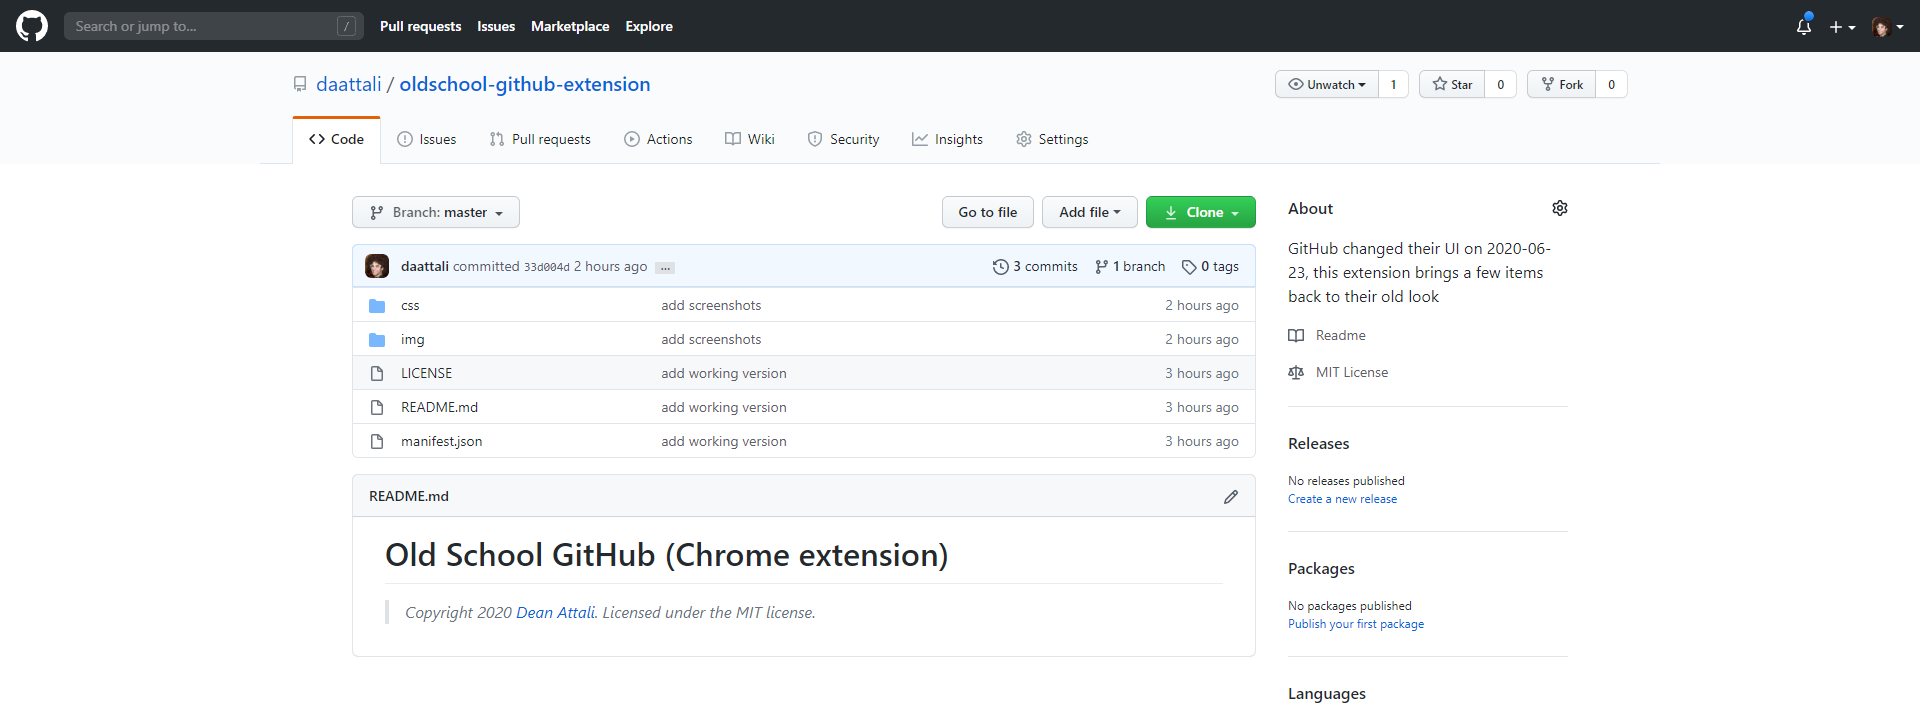 Search or jump to... /
Pull requests Issues Marketplace Explore
daattali / oldschool-github-extension
Unwatch 1 Star 0 Fork 0
Code Issues Pull requests Actions Wiki Security Insights Settings
Branch: master Go to file Add file Clone
daattali committed 33d004d 2 hours ago ... 3 commits 1 branch 0 tags
css add screenshots 2 hours ago
img add screenshots 2 hours ago
LICENSE add working version 3 hours ago
README.md add working version 3 hours ago
manifest.json add working version 3 hours ago
README.md
Old School GitHub (Chrome extension)
Copyright 2020 Dean Attali. Licensed under the MIT license.
About
GitHub changed their UI on 2020-06-
23, this extension brings a few items
back to their old look
Readme
MIT License
Releases
No releases published
Create a new release
Packages
No packages published
Publish your first package
Languages